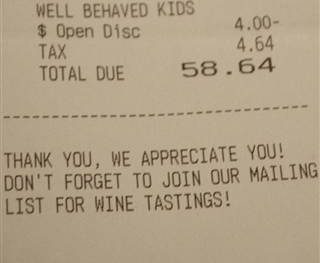 WELL BEHAVED KIDS
$ Open Disc 4.00-
TAX 4.64
TOTAL DUE 58.64
THANK YOU, WE APPRECIATE YOU!
DON'T FORGET TO JOIN OUR MAILING
LIST FOR WINE TASTINGS!